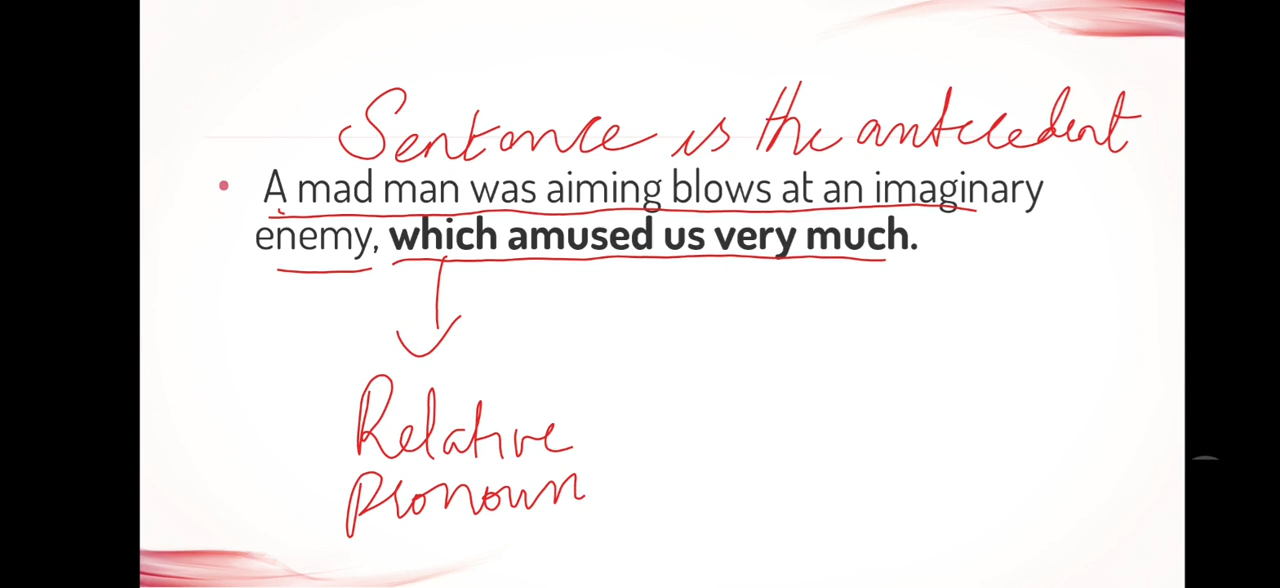 Sentence is the antecedent
• A mad man was aiming blows at an imaginary
enemy, which amused us very much.
Relative
pronoun